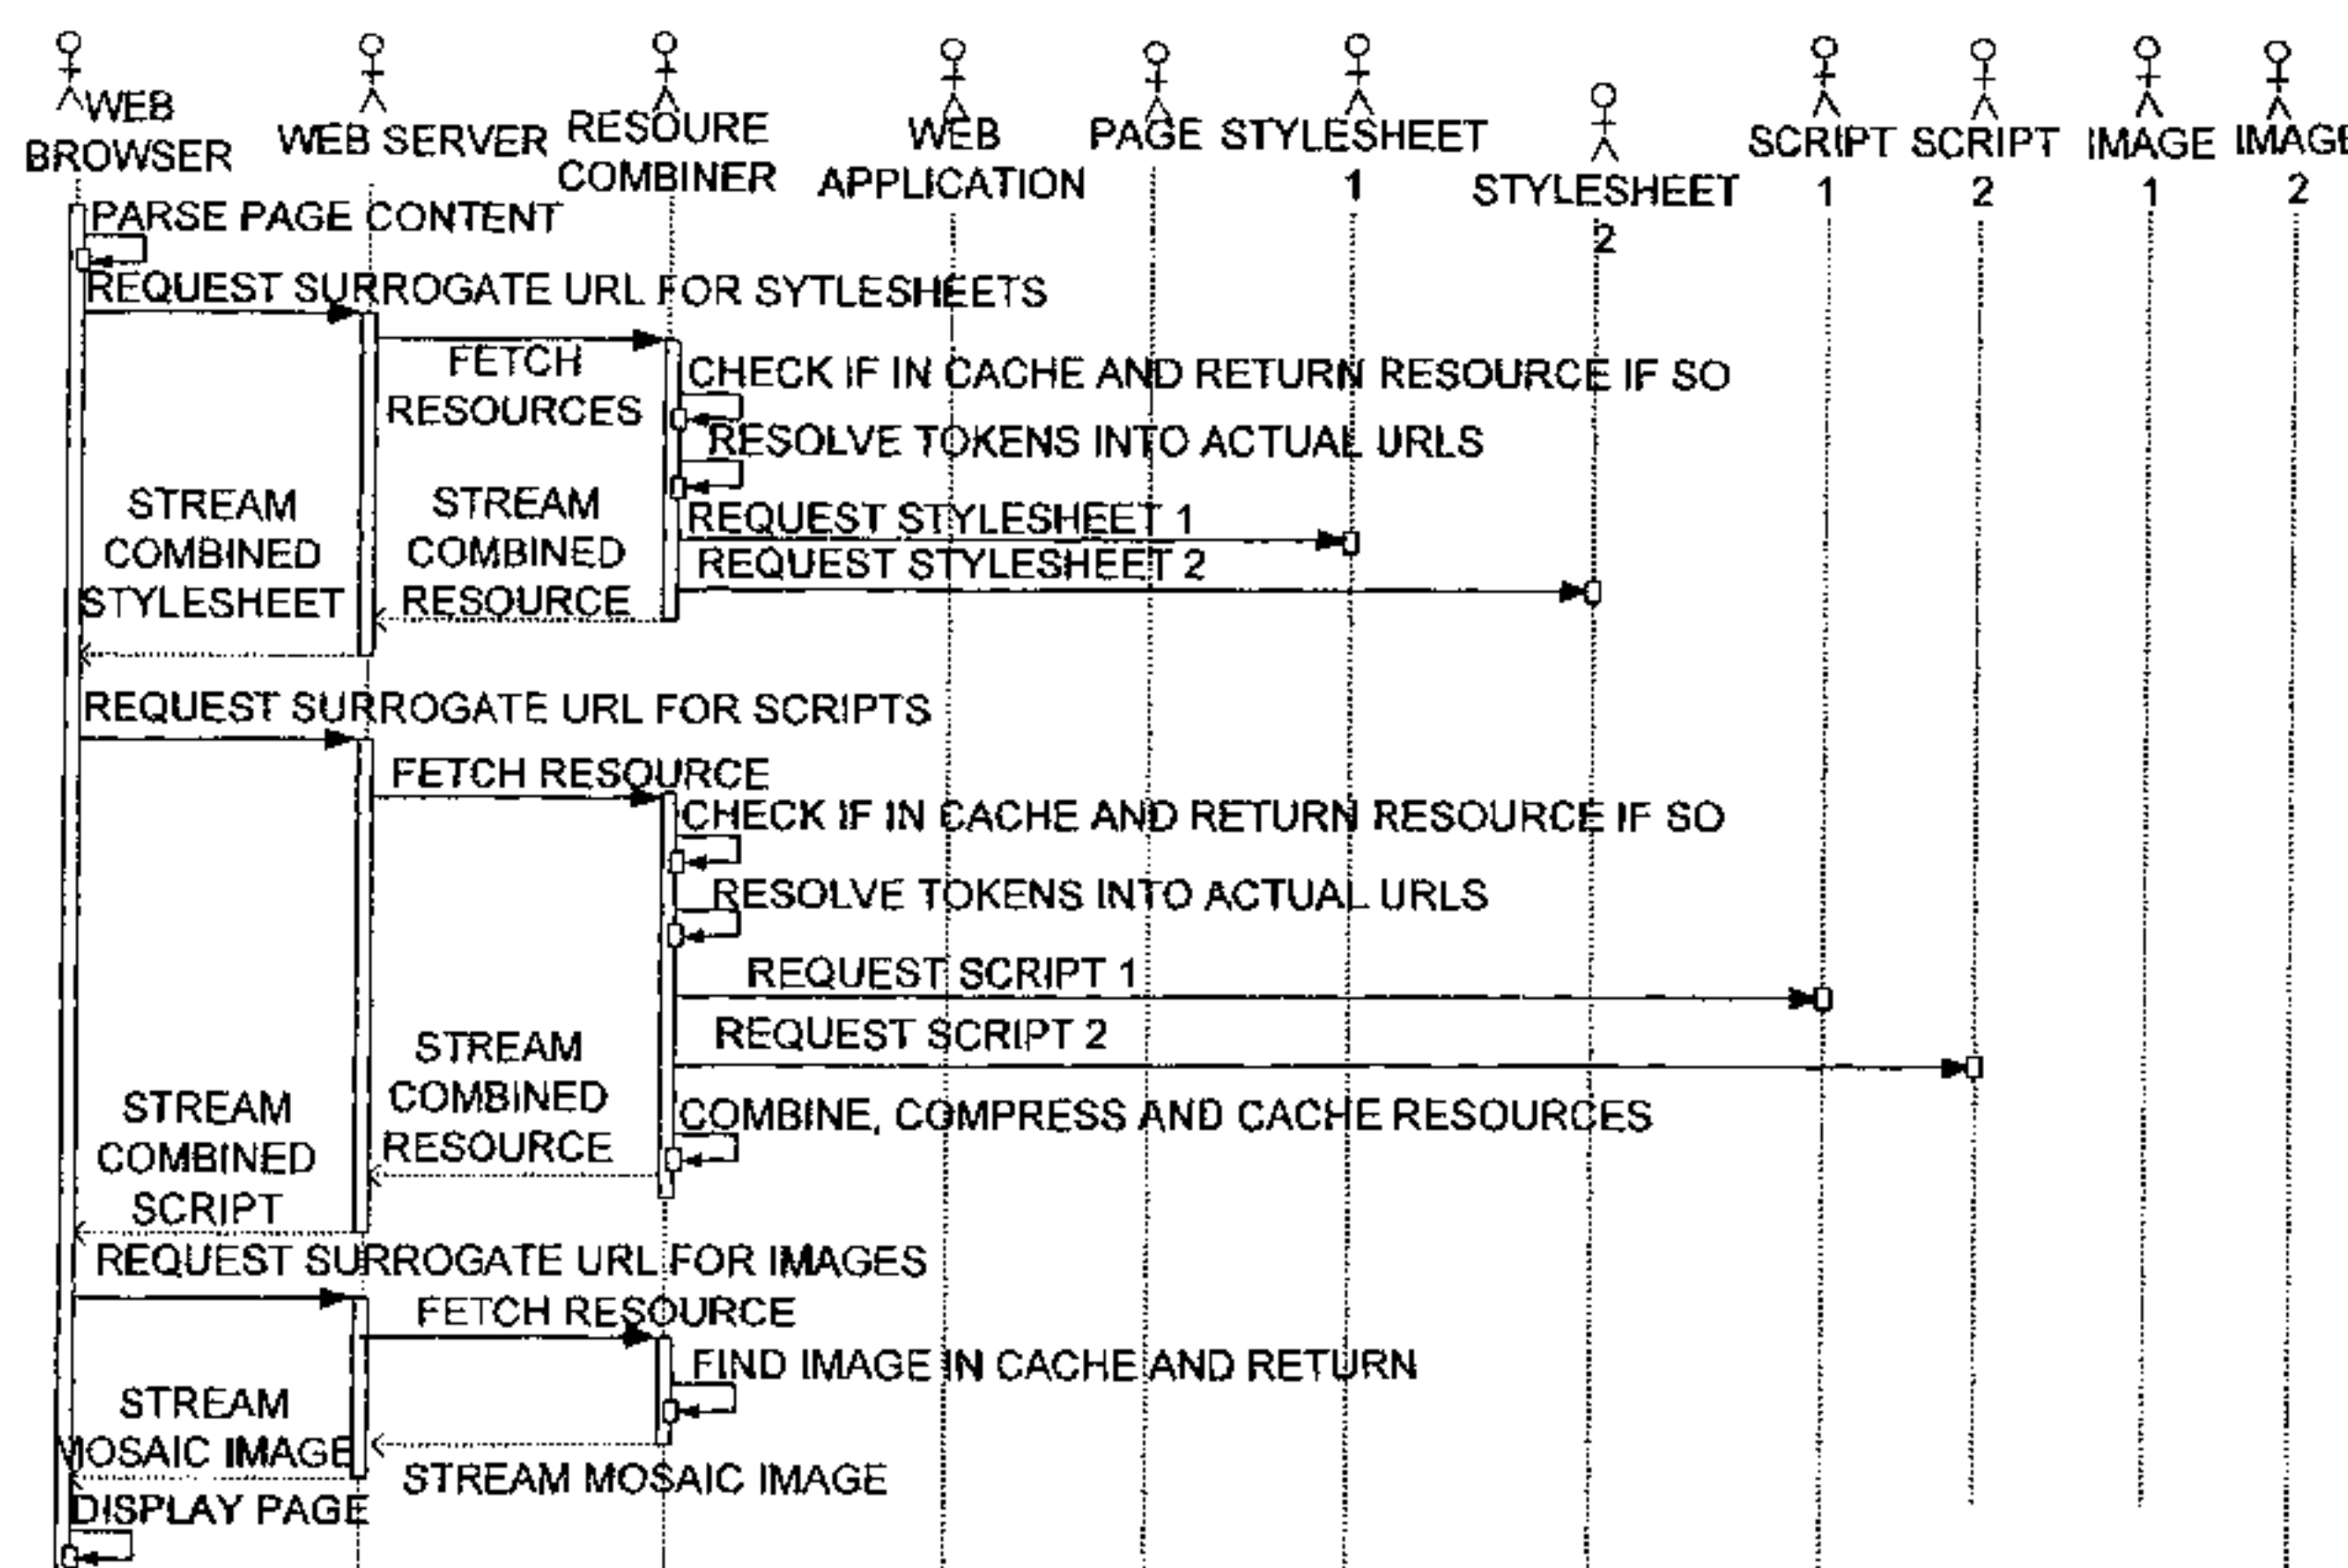 WEB
BROWSER
WEB SERVER
RESOURE
COMBINER
WEB
APPLICATION
PAGE
STYLESHEET
1
STYLESHEET
2
SCRIPT
1
SCRIPT
2
IMAGE
1
IMAGE
2
PARSE PAGE CONTENT
REQUEST SURROGATE URL FOR SYTLESHEETS
FETCH
RESOURCES
CHECK IF IN CACHE AND RETURN RESOURCE IF SO
RESOLVE TOKENS INTO ACTUAL URLS
STREAM
COMBINED
STYLESHEET
STREAM
COMBINED
RESOURCE
REQUEST STYLESHEET 1
REQUEST STYLESHEET 2
REQUEST SURROGATE URL FOR SCRIPTS
FETCH RESOURCE
CHECK IF IN CACHE AND RETURN RESOURCE IF SO
RESOLVE TOKENS INTO ACTUAL URLS
REQUEST SCRIPT 1
REQUEST SCRIPT 2
STREAM
COMBINED
RESOURCE
STREAM
COMBINED
SCRIPT
COMBINE, COMPRESS AND CACHE RESOURCES
REQUEST SURROGATE URL FOR IMAGES
FETCH RESOURCE
FIND IMAGE IN CACHE AND RETURN
STREAM
MOSAIC IMAGE
STREAM MOSAIC IMAGE
DISPLAY PAGE